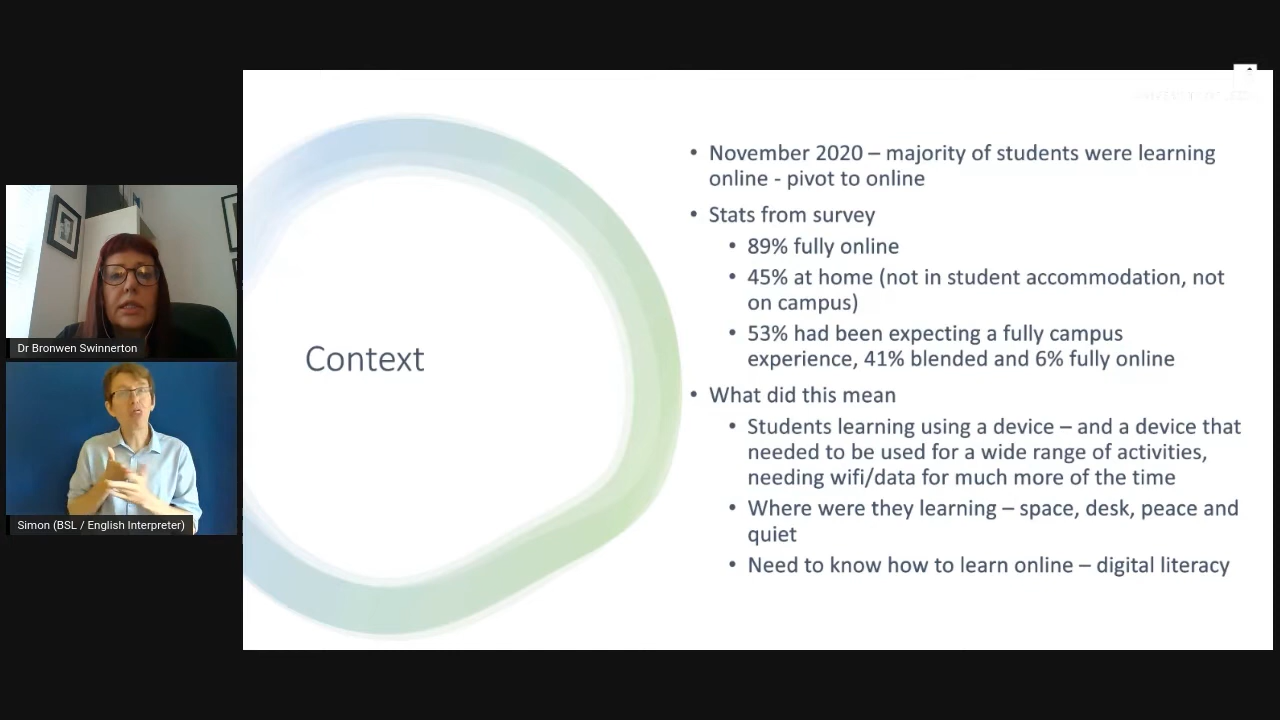 November 2020 – majority of students were learning
online - pivot to online
Stats from survey
89% fully online
45% at home (not in student accommodation, not
on campus)
53% had been expecting a fully campus
experience, 41% blended and 6% fully online
What did this mean
Students learning using a device – and a device that
needed to be used for a wide range of activities,
needing wifi/data for much more of the time
Where were they learning – space, desk, peace and
quiet
Need to know how to learn online – digital literacy
Context
Dr Bronwen Swinnerton
Simon (BSL / English Interpreter)